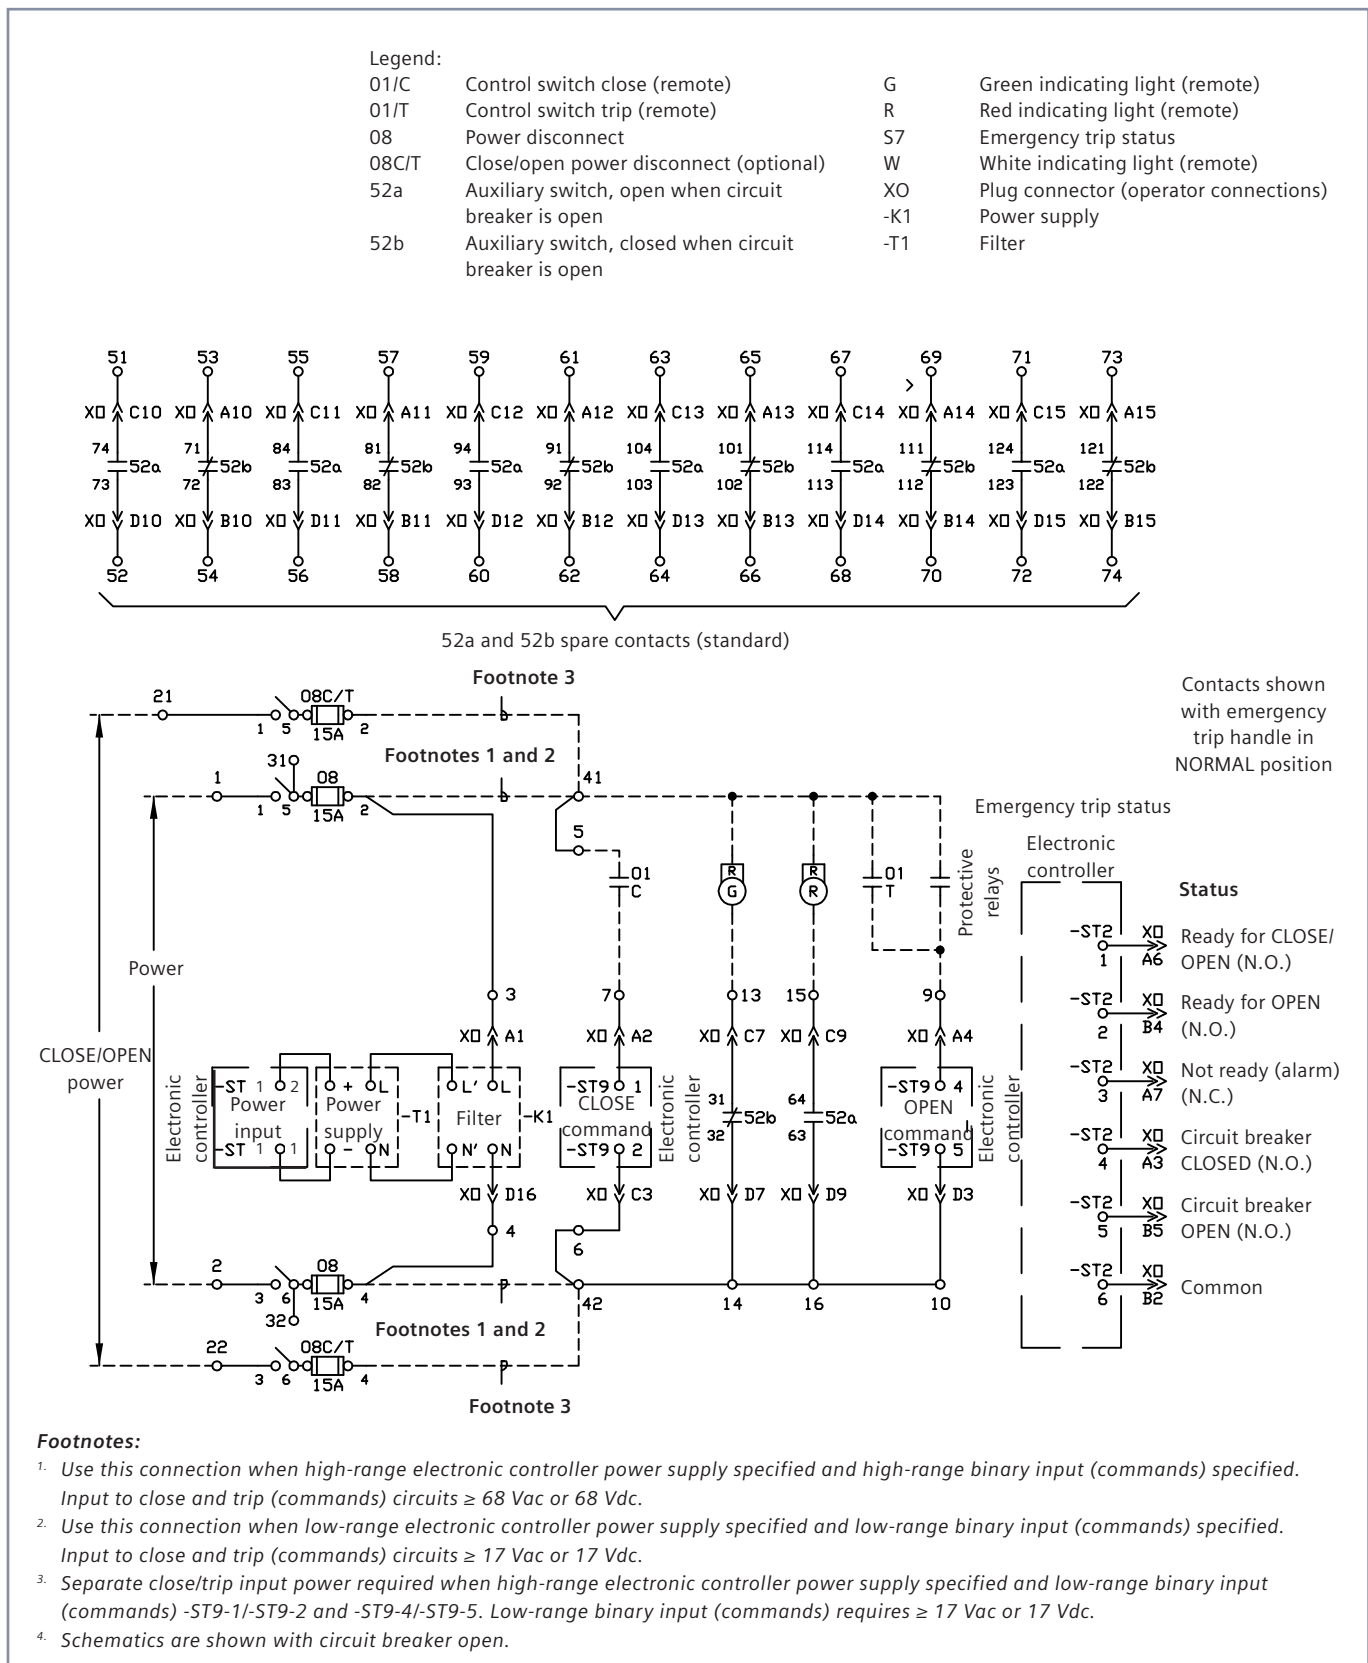 Legend:
01/C Control switch close (remote)
01/T Control switch trip (remote)
08 Power disconnect
08C/T Close/open power disconnect (optional)
52a Auxiliary switch, open when circuit
breaker is open
52b Auxiliary switch, closed when circuit
breaker is open
G Green indicating light (remote)
R Red indicating light (remote)
S7 Emergency trip status
W White indicating light (remote)
XO Plug connector (operator connections)
-K1 Power supply
-T1 Filter
51 53 55 57 59 61 63 65 67 69 71 73
XO C10 XO A10 XO C11 XO A11 XO C12 XO A12 XO C13 XO A13 XO C14 XO A14 XO C15 XO A15
74 71 84 81 94 91 104 101 114 111 124 121
52a 52b 52a 52b 52a 52b 52a 52b 52a 52b 52a 52b
73 72 83 82 93 92 103 102 113 112 123 122
XO D10 XO B10 XO D11 XO B11 XO D12 XO B12 XO D13 XO B13 XO D14 XO B14 XO D15 XO B15
52 54 56 58 60 62 64 66 68 70 72 74
52a and 52b spare contacts (standard)
Footnote 3
21 08C/T
1 5 15A 2
Footnotes 1 and 2
31
1 08 41
1 5 15A 2
5
01
C
R
G
R
R
01
T
Protective
relays
Contacts shown
with emergency
trip handle in
NORMAL position
Emergency trip status
Electronic
controller
Status
-ST2 XO Ready for CLOSE/
1 A6 OPEN (N.O.)
-ST2 XO Ready for OPEN
2 B4 (N.O.)
-ST2 XO Not ready (alarm)
3 A7 (N.C.)
-ST2 XO Circuit breaker
4 A3 CLOSED (N.O.)
-ST2 XO Circuit breaker
5 B5 OPEN (N.O.)
-ST2 XO Common
6 B2
Power
CLOSE/OPEN
power
3 7 13 15 9
XO A1 XO A2 XO C7 XO C9 XO A4
Electronic
controller
-ST 1 2
Power
input
-ST 1 1
+ L
Power
supply
- N
-T1
L' L
Filter
N' N
-K1
-ST9 1
CLOSE
command
-ST9 2
Electronic
controller
31
52b
32
64
52a
63
-ST9 4
OPEN
command
-ST9 5
Electronic
controller
XO D16 XO C3 XO D7 XO D9 XO D3
4 6
2 08
3 6 15A 4
42 14 16 10
32
Footnotes 1 and 2
22 08C/T
3 6 15A 4
Footnote 3
Footnotes:
1. Use this connection when high-range electronic controller power supply specified and high-range binary input (commands) specified.
Input to close and trip (commands) circuits ≥ 68 Vac or 68 Vdc.
2. Use this connection when low-range electronic controller power supply specified and low-range binary input (commands) specified.
Input to close and trip (commands) circuits ≥ 17 Vac or 17 Vdc.
3. Separate close/trip input power required when high-range electronic controller power supply specified and low-range binary input
(commands) -ST9-1/-ST9-2 and -ST9-4/-ST9-5. Low-range binary input (commands) requires ≥ 17 Vac or 17 Vdc.
4. Schematics are shown with circuit breaker open.